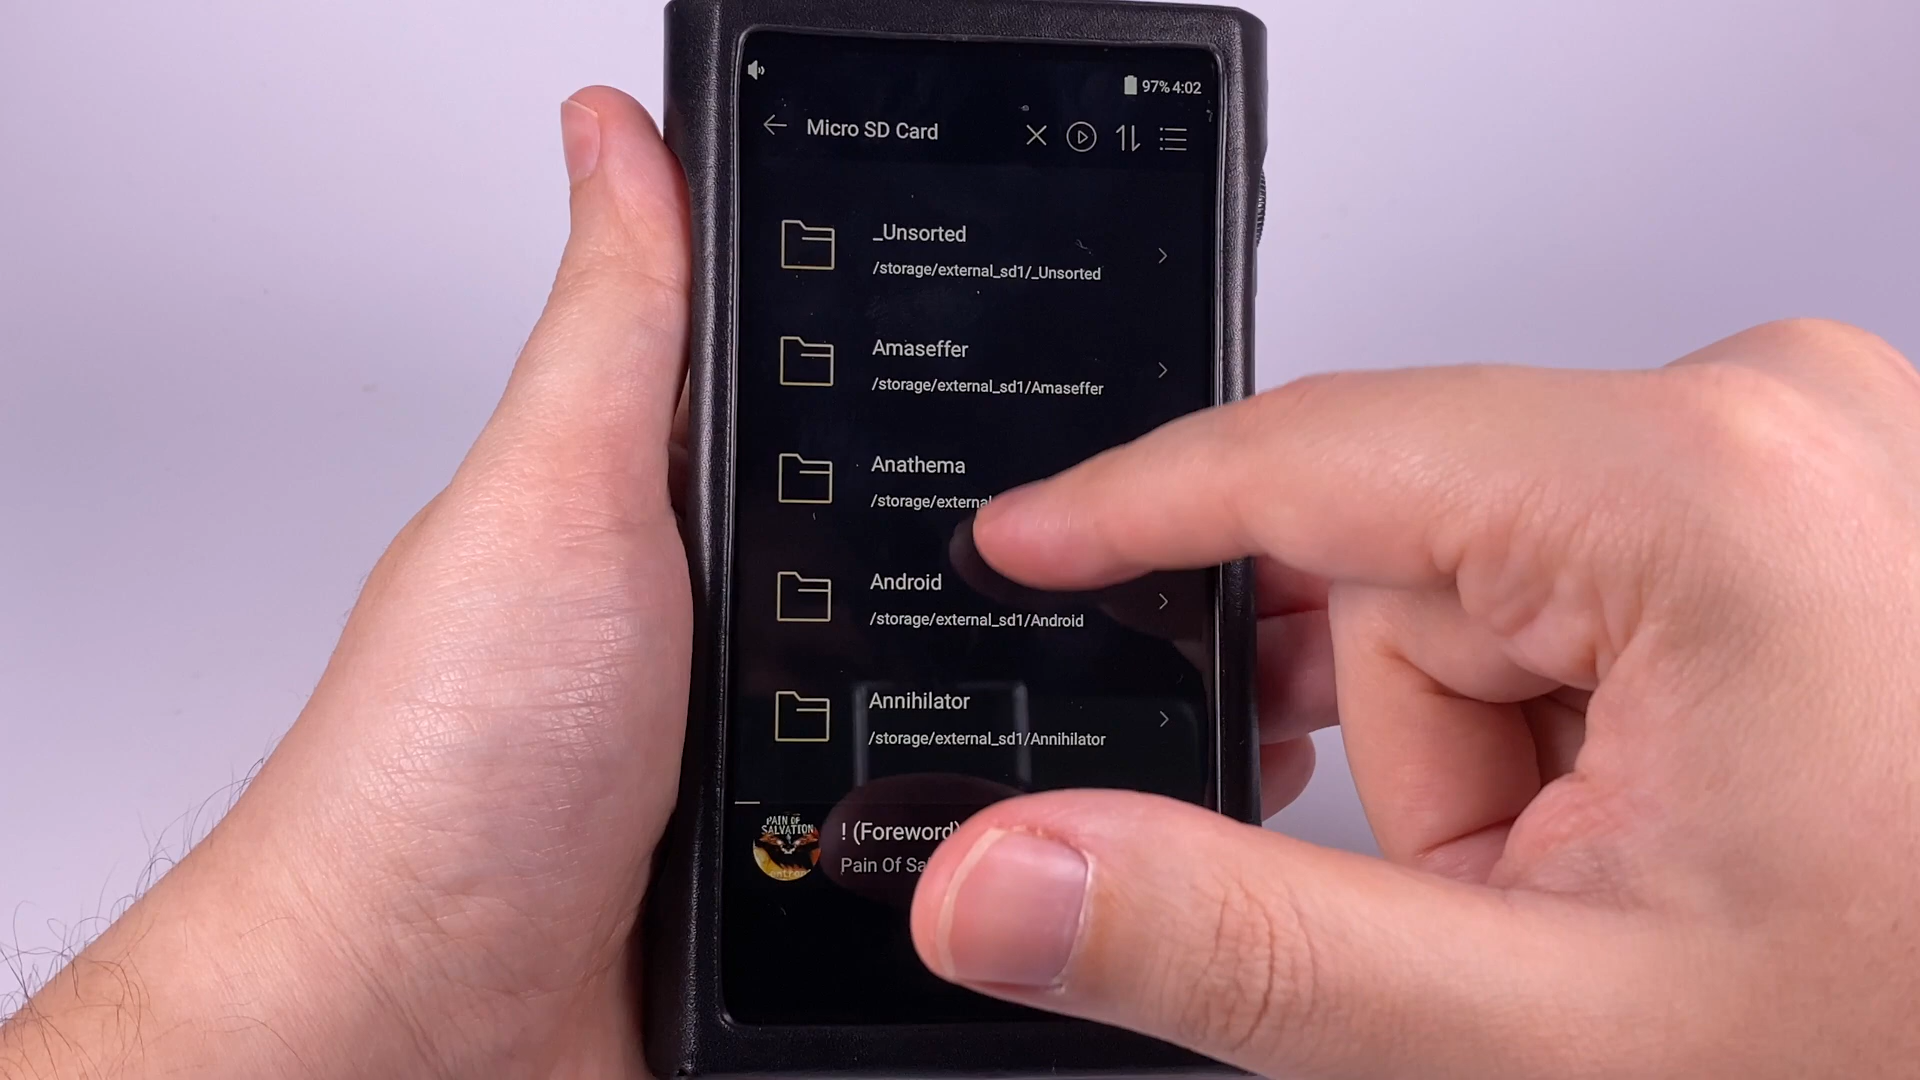 97% 4:02
Micro SD Card
_Unsorted
/storage/external_sd1/_Unsorted
Amaseffer
/storage/external_sd1/Amaseffer
Anathema
/storage/external
Android
/storage/external_sd1/Android
Annihilator
/storage/external_sd1/Annihilator
PAIN OF
SALVATION
! (Foreword)
Pain Of Sal